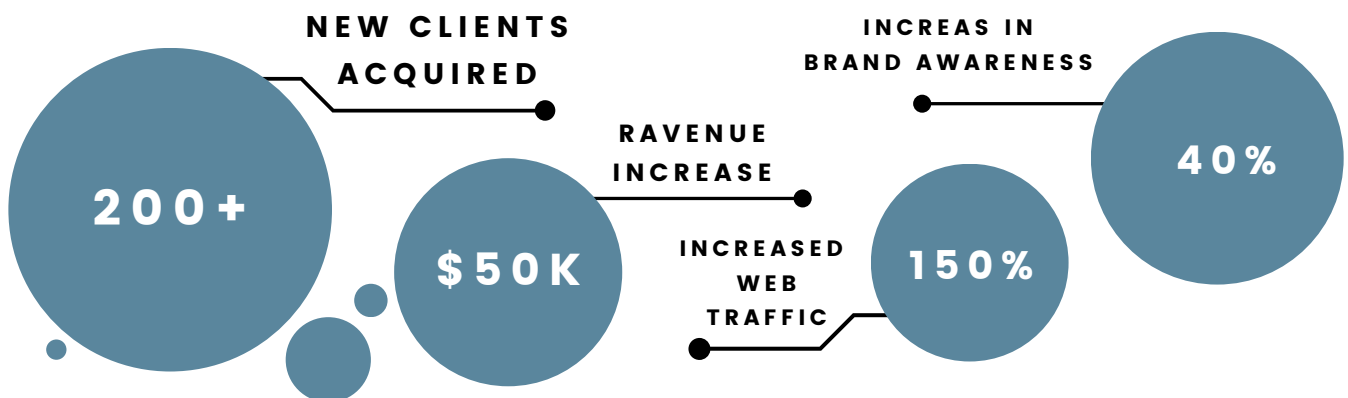 NEW CLIENTS
ACQUIRED
200+
RAVENUE
INCREASE
$50K
INCREASED
WEB
TRAFFIC
150%
INCREAS IN
BRAND AWARENESS
40%